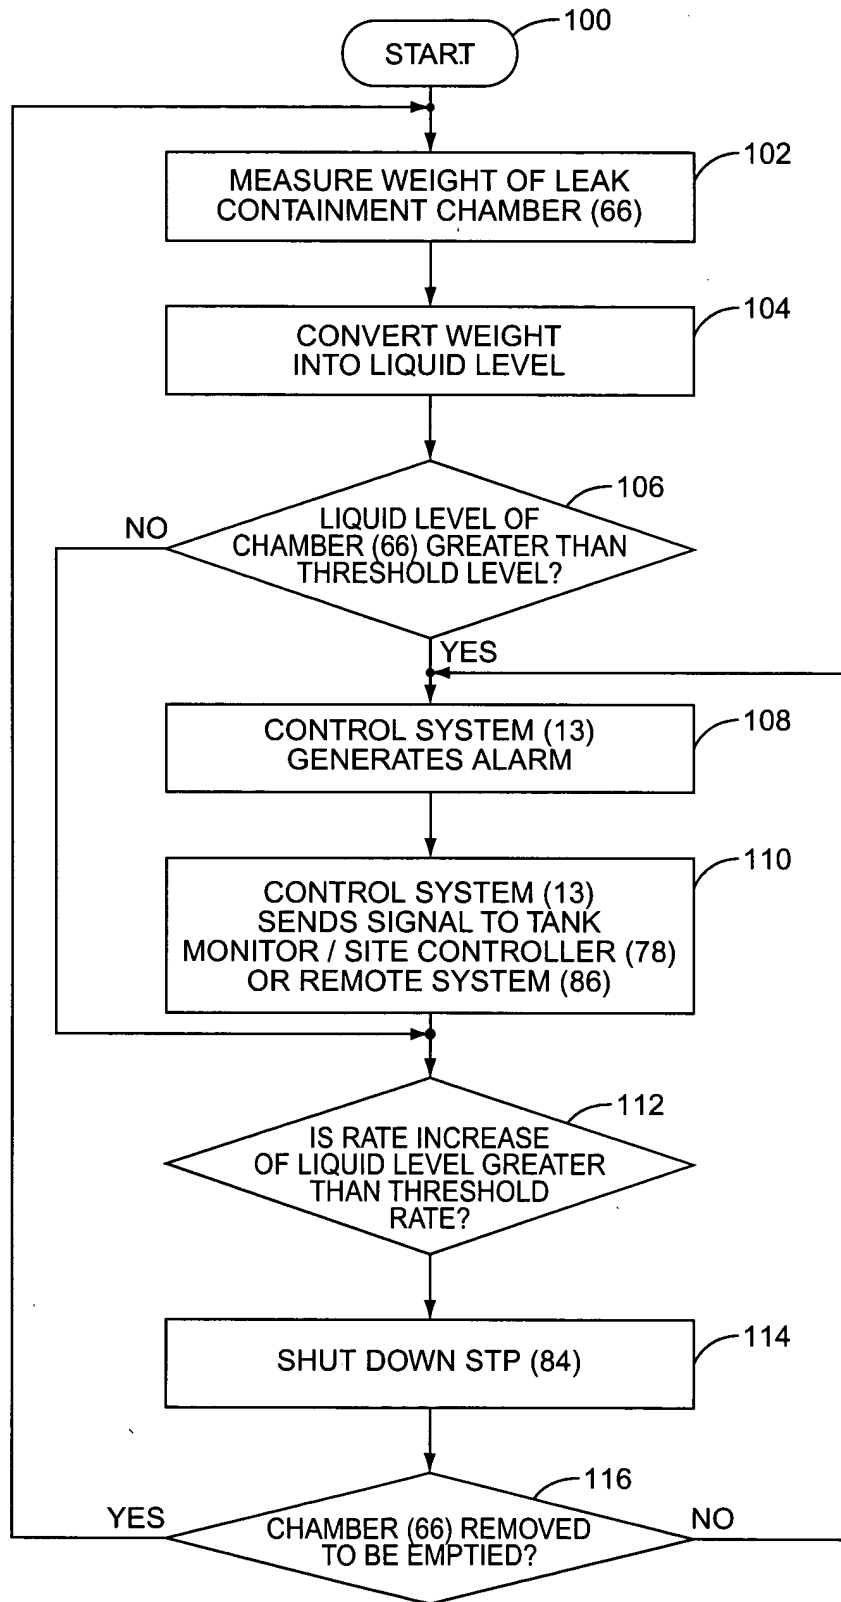 100
START
102
MEASURE WEIGHT OF LEAK
CONTAINMENT CHAMBER (66)
104
CONVERT WEIGHT
INTO LIQUID LEVEL
106
NO
LIQUID LEVEL OF
CHAMBER (66) GREATER THAN
THRESHOLD LEVEL?
YES
108
CONTROL SYSTEM (13)
GENERATES ALARM
110
CONTROL SYSTEM (13)
SENDS SIGNAL TO TANK
MONITOR / SITE CONTROLLER (78)
OR REMOTE SYSTEM (86)
112
IS RATE INCREASE
OF LIQUID LEVEL GREATER
THAN THRESHOLD
RATE?
114
SHUT DOWN STP (84)
116
YES
NO
CHAMBER (66) REMOVED
TO BE EMPTIED?